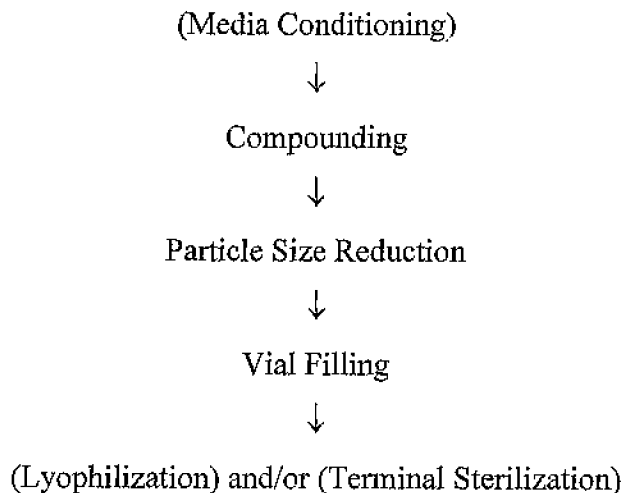 (Media Conditioning)
↓
Compounding
↓
Particle Size Reduction
↓
Vial Filling
↓
(Lyophilization) and/or (Terminal Sterilization)